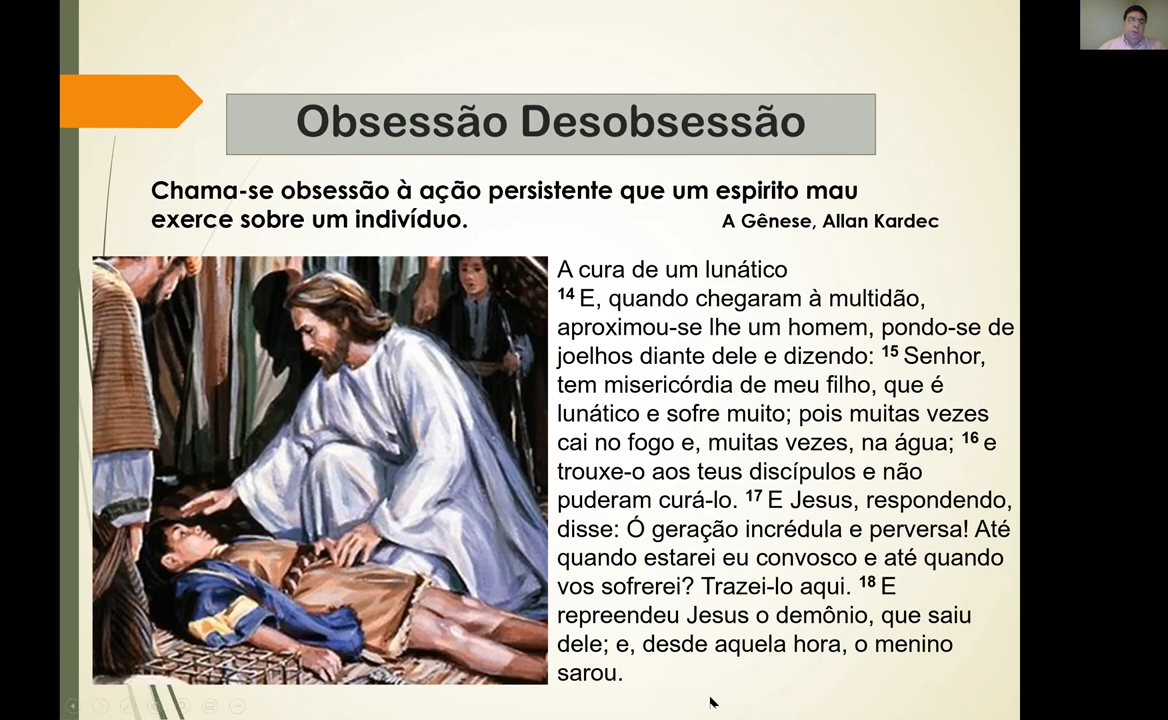 Obsessão Desobsessão
Chama-se obsessão à ação persistente que um espirito mau
exerce sobre um indivíduo.
A Gênese, Allan Kardec
A cura de um lunático
14 E, quando chegaram à multidão,
aproximou-se lhe um homem, pondo-se de
joelhos diante dele e dizendo: 15 Senhor,
tem misericórdia de meu filho, que é
lunático e sofre muito; pois muitas vezes
cai no fogo e, muitas vezes, na água; 16 e
trouxe-o aos teus discípulos e não
puderam curá-lo. 17 E Jesus, respondendo,
disse: Ó geração incrédula e perversa! Até
quando estarei eu convosco e até quando
vos sofrerei? Trazei-lo aqui. 18 E
repreendeu Jesus o demônio, que saiu
dele; e, desde aquela hora, o menino
sarou.